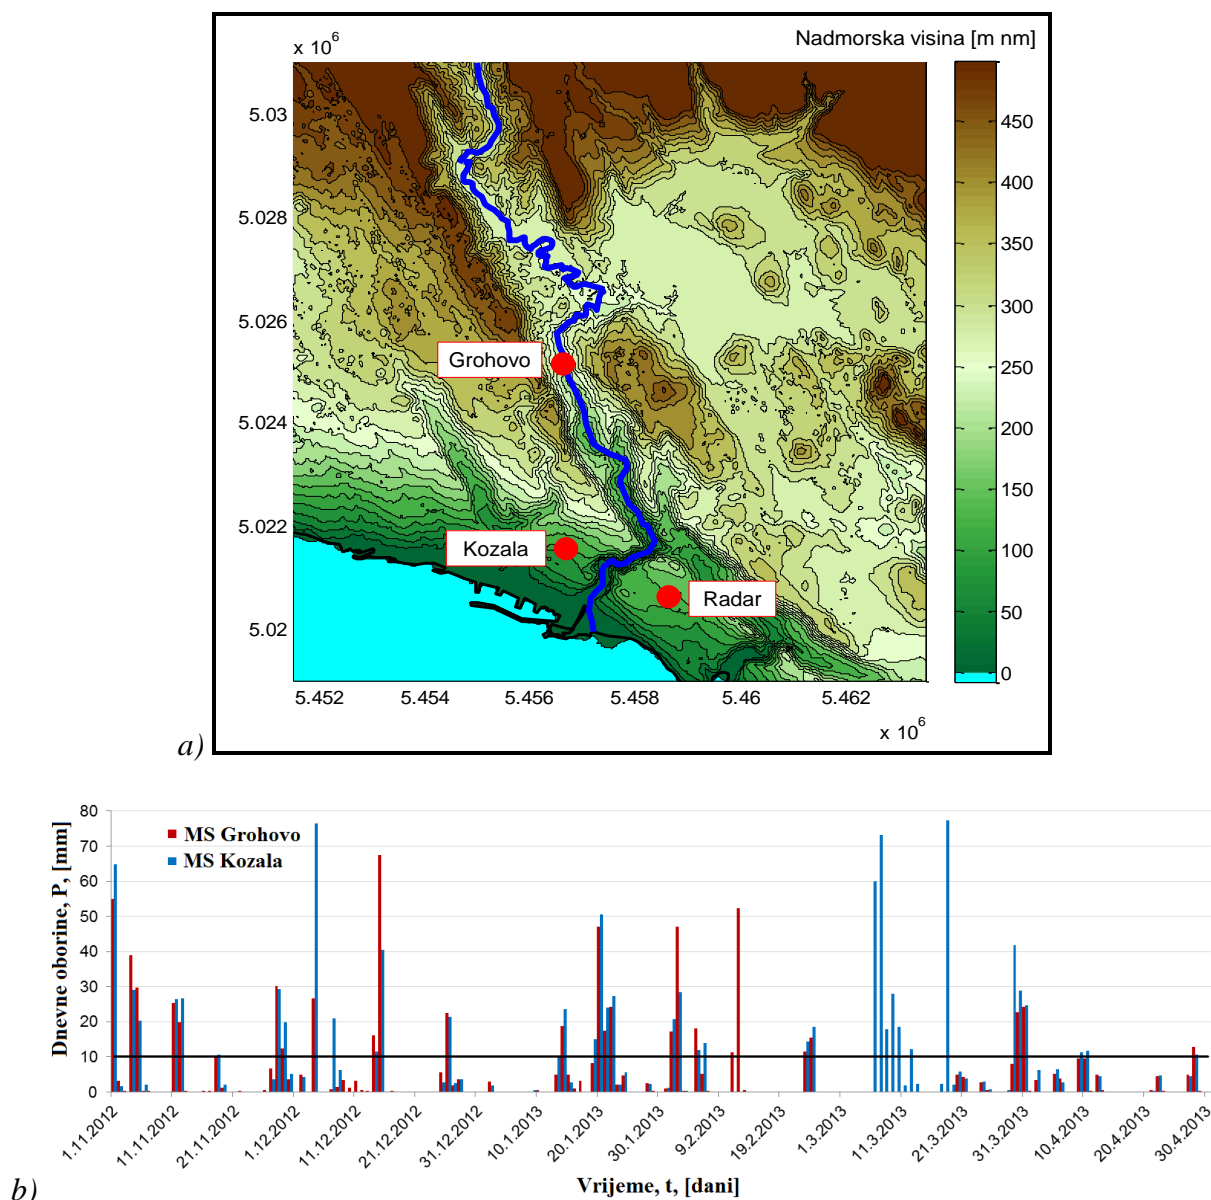 a)
Nadmorska visina [m nm]
x 10^6
5.03
5.028
5.026
5.024
5.022
5.02
Grohovo
Kozala
Radar
450
400
350
300
250
200
150
100
50
0
5.452 5.454 5.456 5.458 5.46 5.462
x 10^6
b)
Dnevne oborine, P, [mm]
80
70
60
50
40
30
20
10
0
MS Grohovo
MS Kozala
1.11.2012 11.11.2012 21.11.2012 1.12.2012 11.12.2012 21.12.2012 31.12.2012 10.01.2013 20.01.2013 30.01.2013 9.2.2013 19.2.2013 1.3.2013 11.3.2013 21.3.2013 31.3.2013 10.4.2013 20.4.2013 30.4.2013
Vrijeme, t, [dani]